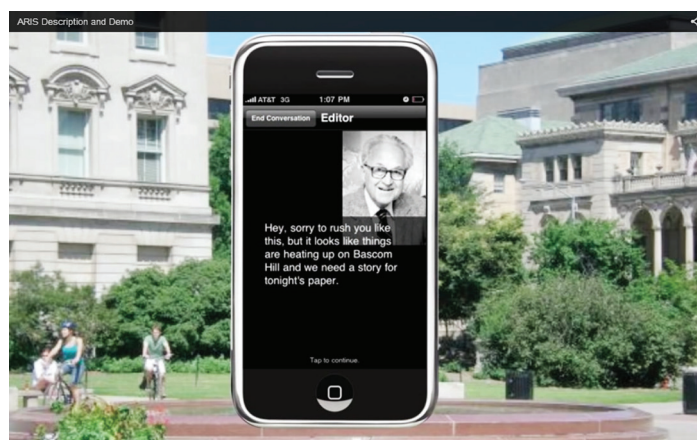 ARIS Description and Demo
AT&T 3G 1:07 PM
End Conversation Editor
Hey, sorry to rush you like
this, but it looks like things
are heating up on Bascom
Hill and we need a story for
tonight's paper.
Tap to continue.